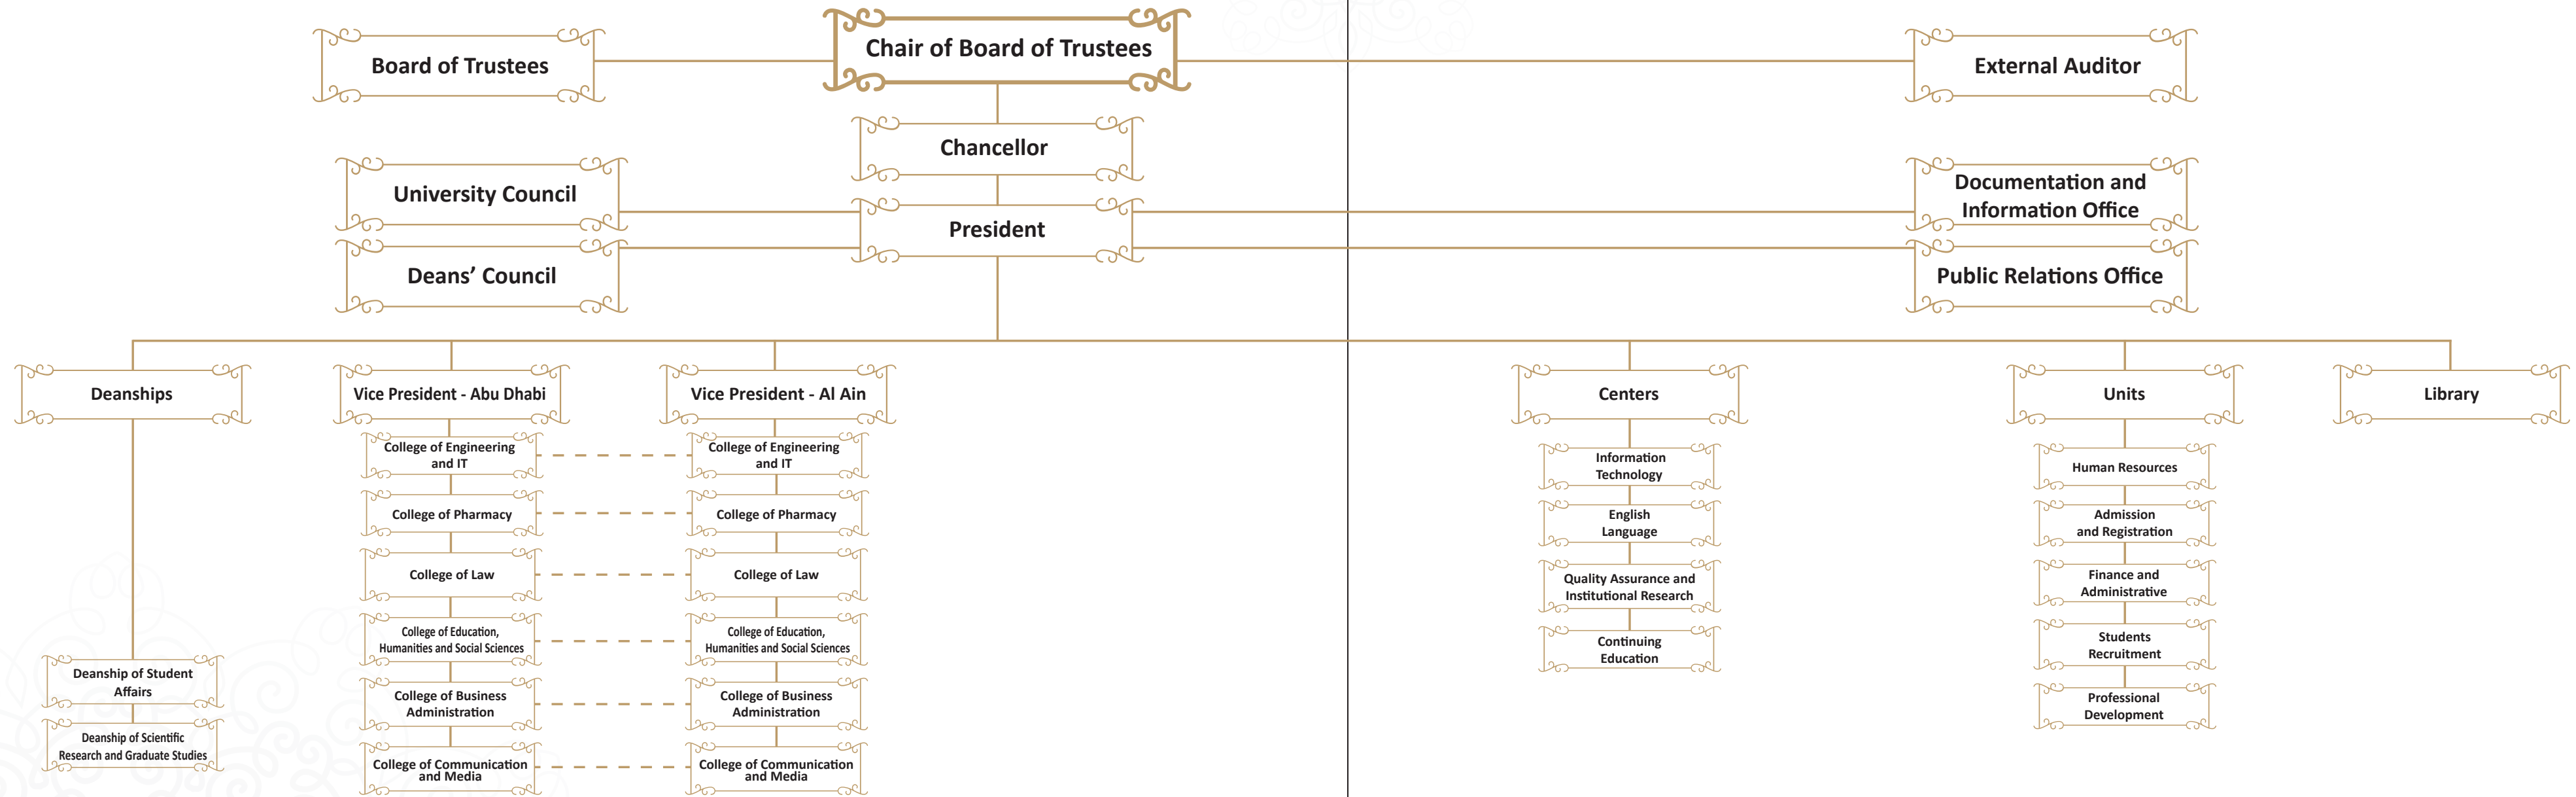 Board of Trustees
Chair of Board of Trustees
External Auditor
Chancellor
University Council
Documentation and
Information Office
President
Deans’ Council
Public Relations Office
Deanships
Vice President - Abu Dhabi
Vice President - Al Ain
Centers
Units
Library
Deanship of Student
Affairs
Deanship of Scientific
Research and Graduate Studies
College of Engineering
and IT
College of Pharmacy
College of Law
College of Education,
Humanities and Social Sciences
College of Business
Administration
College of Communication
and Media
College of Engineering
and IT
College of Pharmacy
College of Law
College of Education,
Humanities and Social Sciences
College of Business
Administration
College of Communication
and Media
Information
Technology
English
Language
Quality Assurance and
Institutional Research
Continuing
Education
Human Resources
Admission
and Registration
Finance and
Administrative
Students
Recruitment
Professional
Development